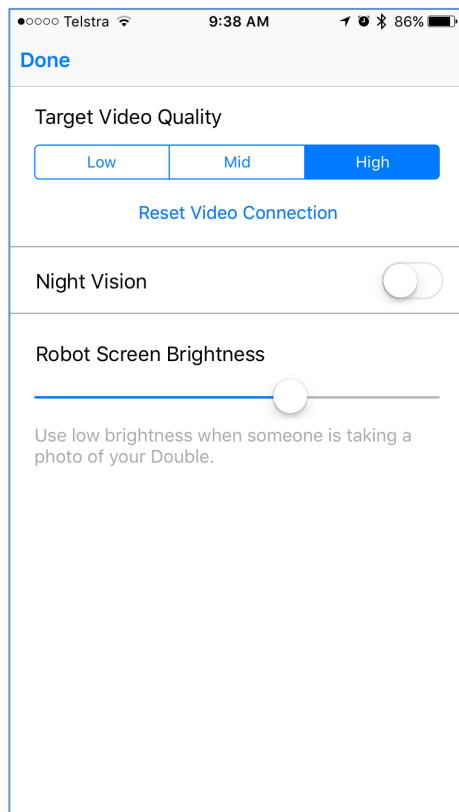 Telstra 9:38 AM 86%
Done
Target Video Quality
Low Mid High
Reset Video Connection
Night Vision
Robot Screen Brightness
Use low brightness when someone is taking a
photo of your Double.